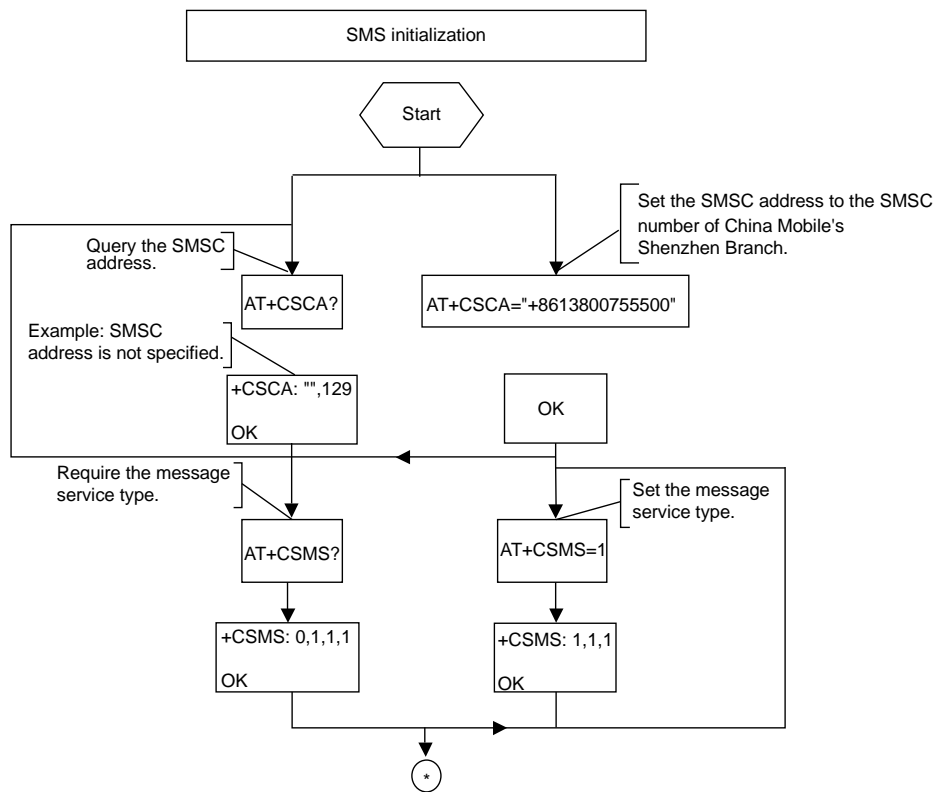 SMS initialization
Start
Set the SMSC address to the SMSC
number of China Mobile's
Shenzhen Branch.
Query the SMSC
address.
AT+CSCA?
AT+CSCA="+8613800755500"
Example: SMSC
address is not specified.
+CSCA: "",129
OK
OK
Require the message
service type.
Set the message
service type.
AT+CSMS?
AT+CSMS=1
+CSMS: 0,1,1,1
OK
+CSMS: 1,1,1
OK
*